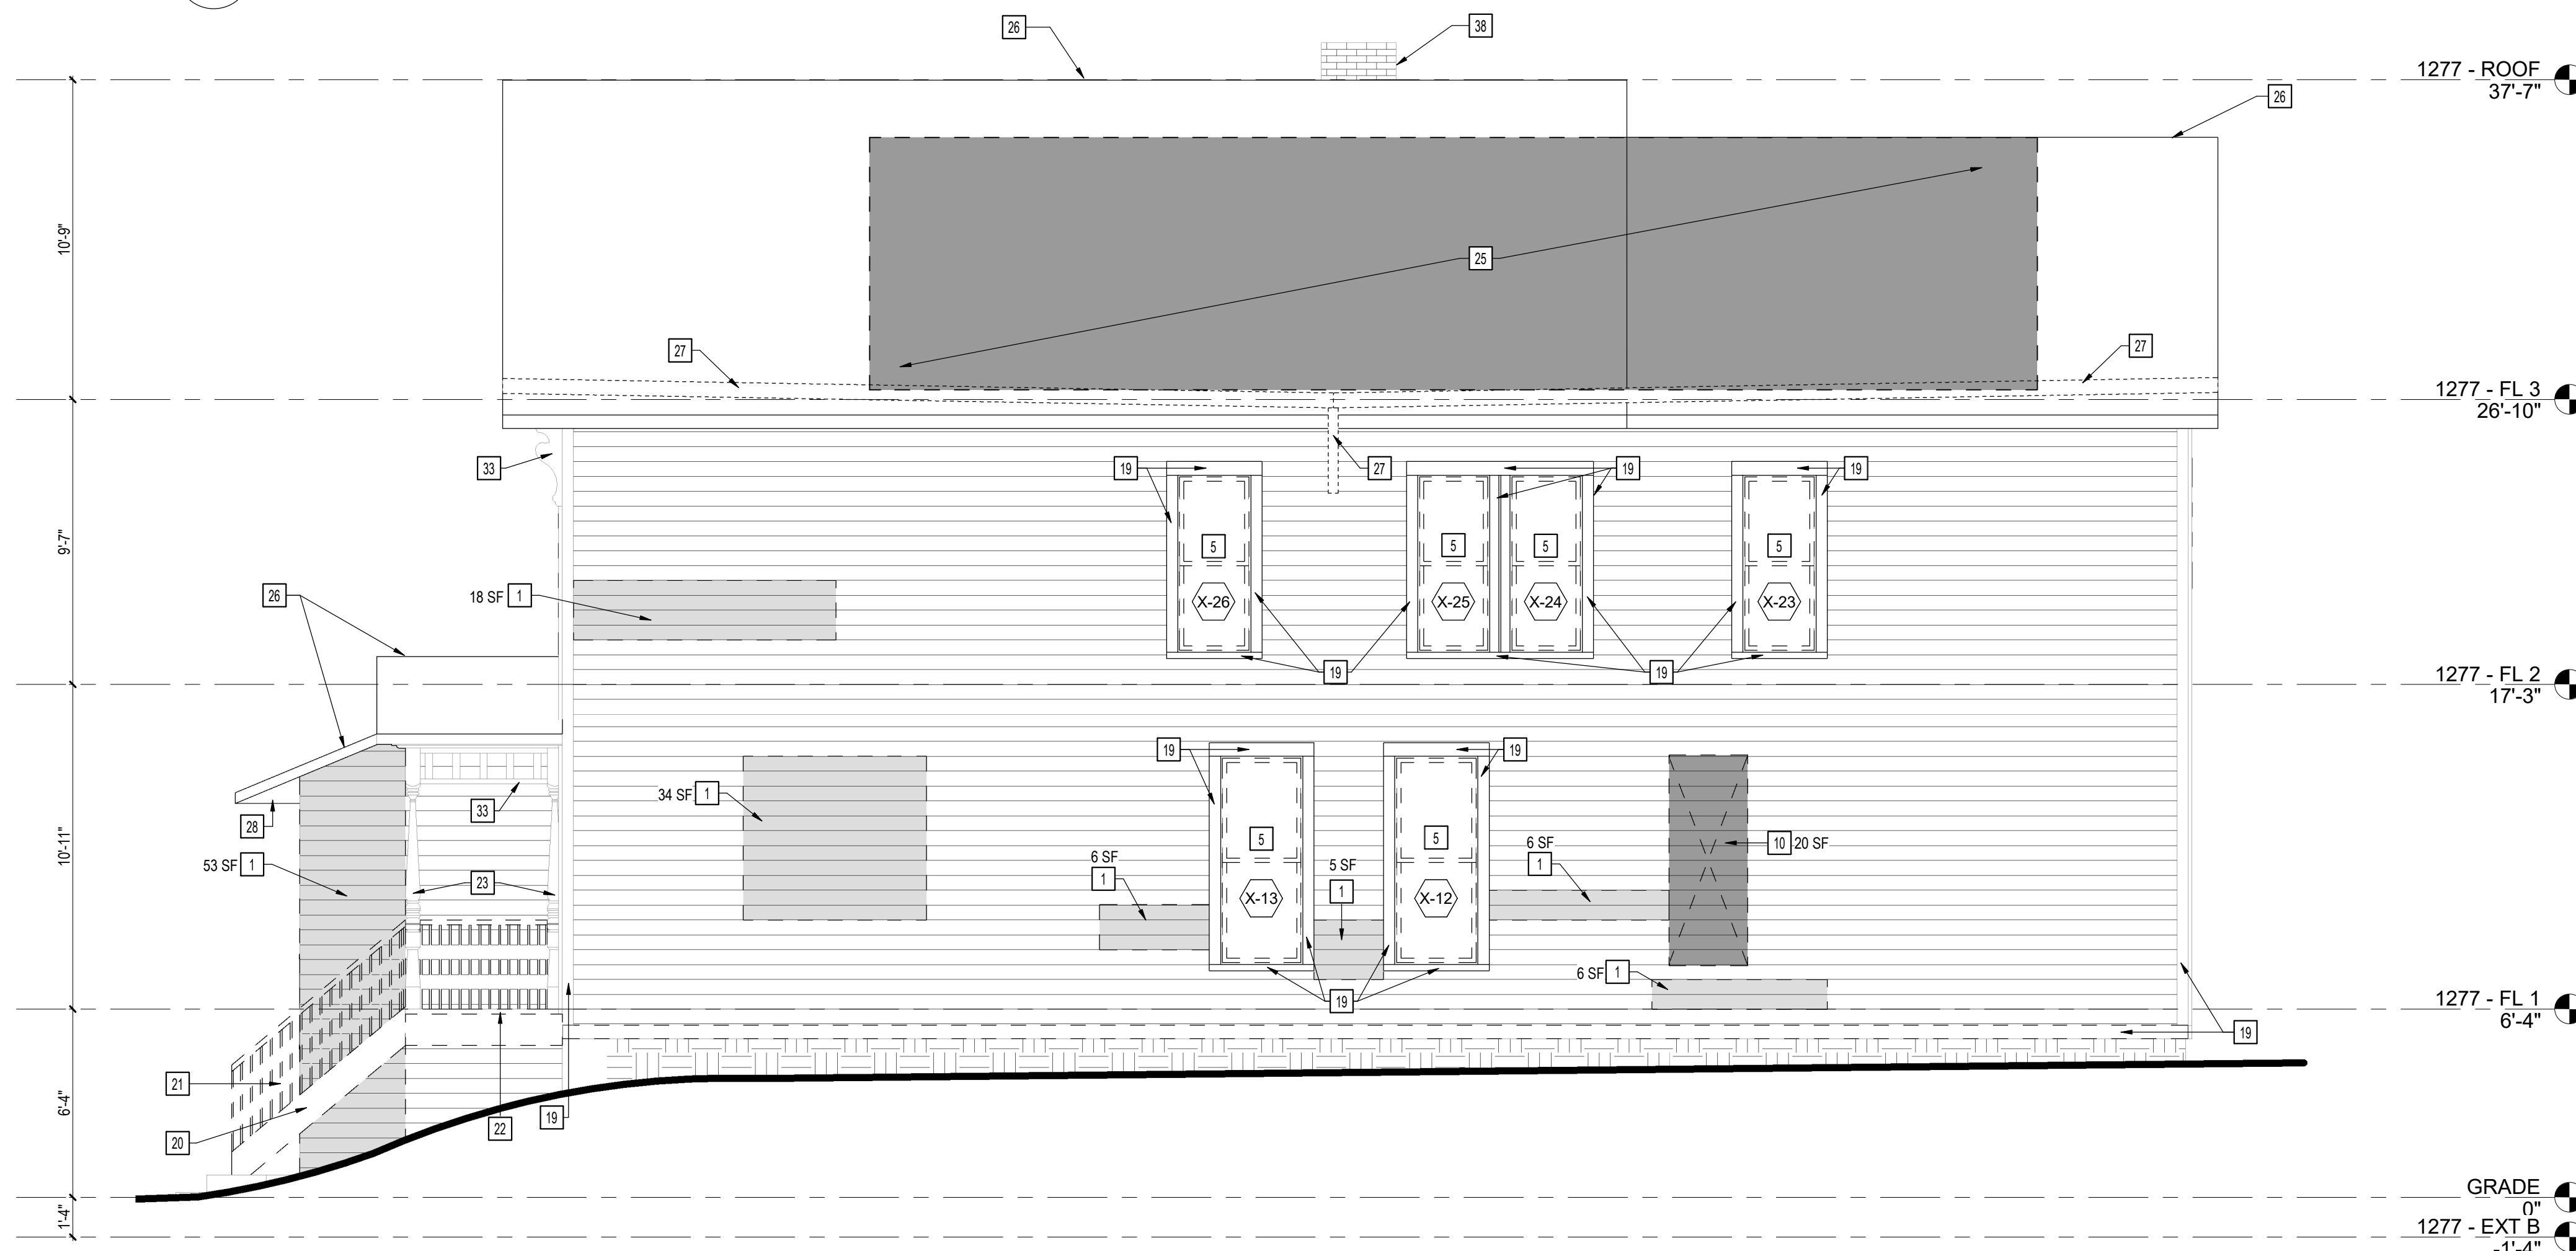 26
38
1277 - ROOF
37'-7"
26
10'-9"
25
27
27
1277 - FL 3
26'-10"
33
19
27
19
19
9'-7"
5
5
5
5
18 SF 1
26
X-26
X-25
X-24
X-23
19
19
1277 - FL 2
17'-3"
19
19
34 SF 1
33
28
10'-11"
5
5
6 SF
1
5 SF
1
6 SF
1
10 20 SF
53 SF 1
23
X-13
X-12
6 SF 1
19
1277 - FL 1
6'-4"
19
21
6'-4"
20
22
19
GRADE
0"
1'-4"
1277 - EXT B
-1'-4"